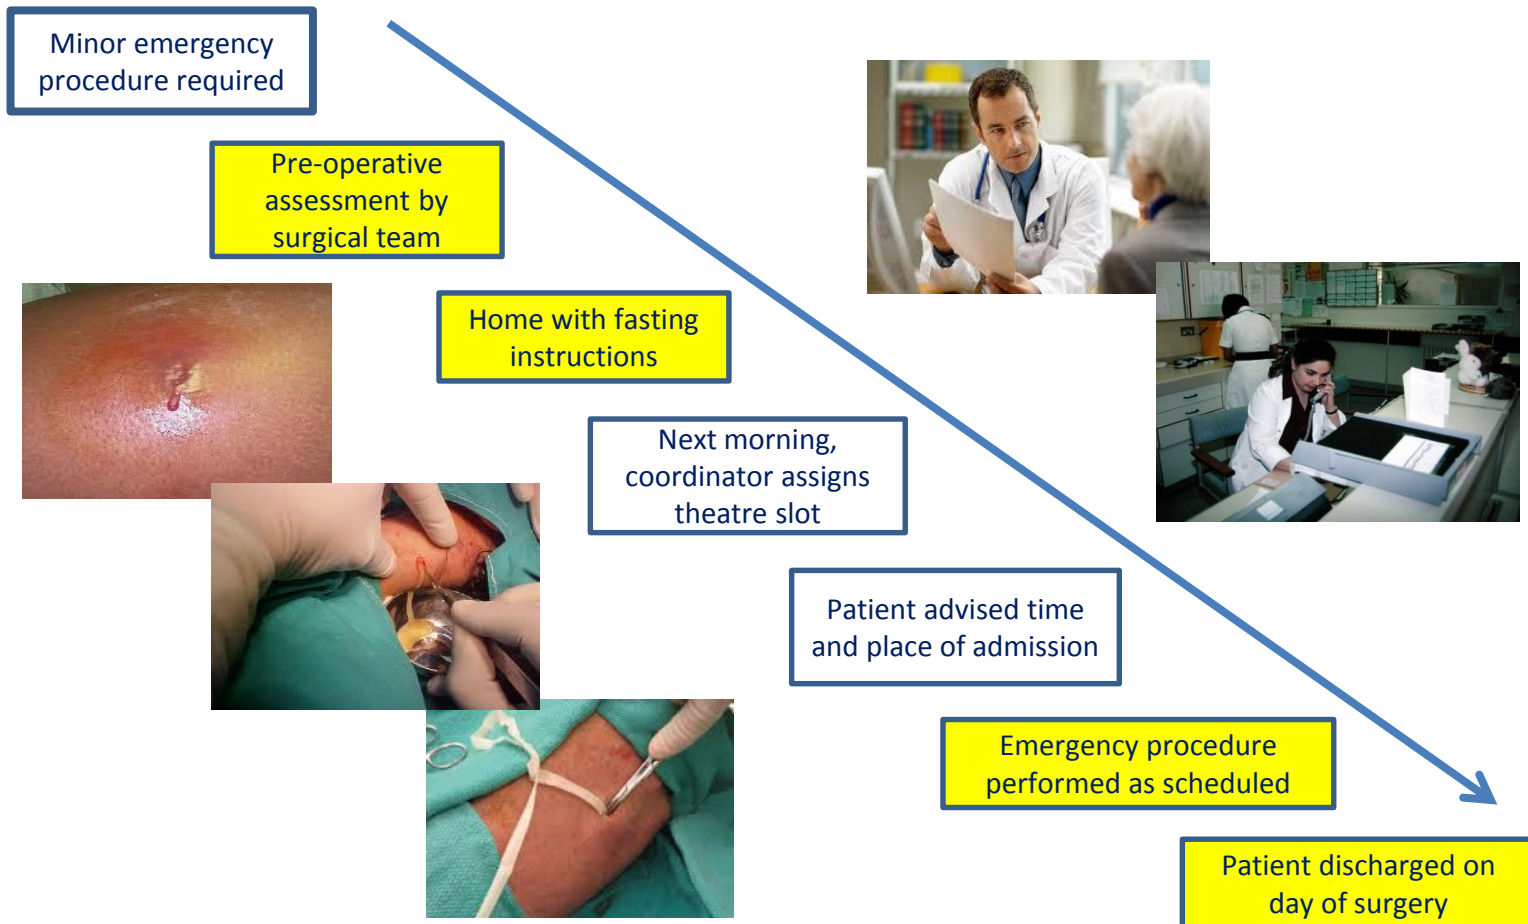 Minor emergency
procedure required
Pre-operative
assessment by
surgical team
Home with fasting
instructions
Next morning,
coordinator assigns
theatre slot
Patient advised time
and place of admission
Emergency procedure
performed as scheduled
Patient discharged on
day of surgery